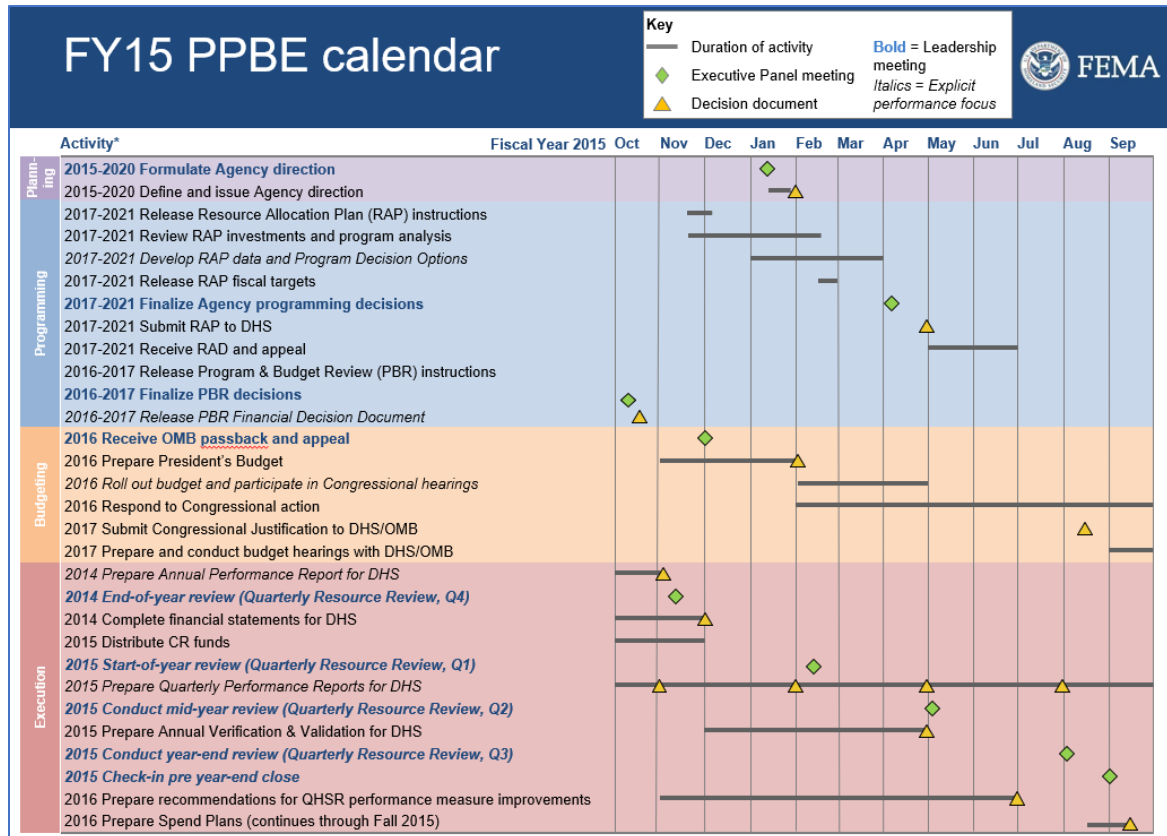 FY15 PPBE calendar
Key
Duration of activity
Executive Panel meeting
Decision document
Bold = Leadership
meeting
Italics = Explicit
performance focus
FEMA
Activity*
Fiscal Year 2015 Oct Nov Dec Jan Feb Mar Apr May Jun Jul Aug Sep
Plann-
ing
2015-2020 Formulate Agency direction
2015-2020 Define and issue Agency direction
Programming
2017-2021 Release Resource Allocation Plan (RAP) instructions
2017-2021 Review RAP investments and program analysis
2017-2021 Develop RAP data and Program Decision Options
2017-2021 Release RAP fiscal targets
2017-2021 Finalize Agency programming decisions
2017-2021 Submit RAP to DHS
2017-2021 Receive RAD and appeal
2016-2017 Release Program & Budget Review (PBR) instructions
2016-2017 Finalize PBR decisions
2016-2017 Release PBR Financial Decision Document
Budgeting
2016 Receive OMB passback and appeal
2016 Prepare President's Budget
2016 Roll out budget and participate in Congressional hearings
2016 Respond to Congressional action
2017 Submit Congressional Justification to DHS/OMB
2017 Prepare and conduct budget hearings with DHS/OMB
Execution
2014 Prepare Annual Performance Report for DHS
2014 End-of-year review (Quarterly Resource Review, Q4)
2014 Complete financial statements for DHS
2015 Distribute CR funds
2015 Start-of-year review (Quarterly Resource Review, Q1)
2015 Prepare Quarterly Performance Reports for DHS
2015 Conduct mid-year review (Quarterly Resource Review, Q2)
2015 Prepare Annual Verification & Validation for DHS
2015 Conduct year-end review (Quarterly Resource Review, Q3)
2015 Check-in pre year-end close
2016 Prepare recommendations for QHSR performance measure improvements
2016 Prepare Spend Plans (continues through Fall 2015)